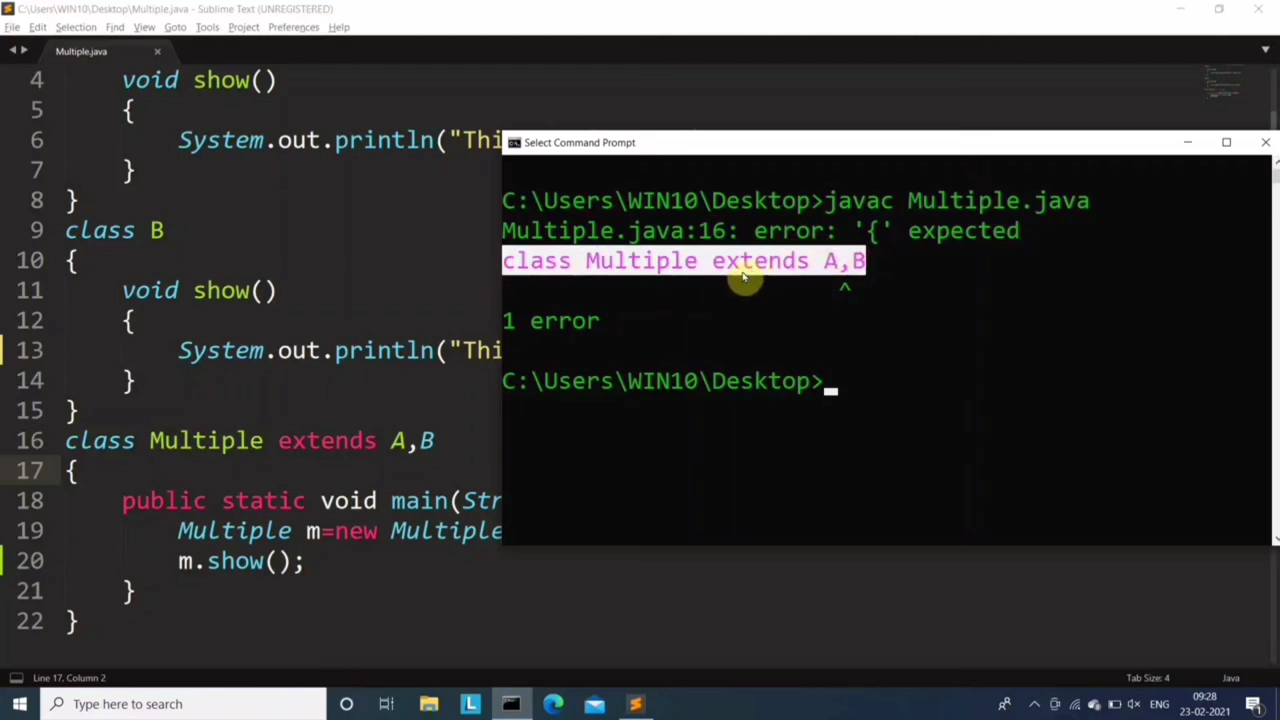 C:\Users\WIN10\Desktop\Multiple.java - Sublime Text (UNREGISTERED)
File Edit Selection Find View Goto Tools Project Preferences Help
Multiple.java
4 void show()
5 {
6 System.out.println("Thi
7 }
8 }
9 class B
10 {
11 void show()
12 {
13 System.out.println("Thi
14 }
15 }
16 class Multiple extends A,B
17 {
18 public static void main(Str
19 Multiple m=new Multiple
20 m.show();
21 }
22 }
Select Command Prompt
C:\Users\WIN10\Desktop>javac Multiple.java
Multiple.java:16: error: '{' expected
class Multiple extends A,B
^
1 error
C:\Users\WIN10\Desktop>
Line 17, Column 2
Tab Size: 4
Java
Type here to search
L
ENG
09:28
23-02-2021
1